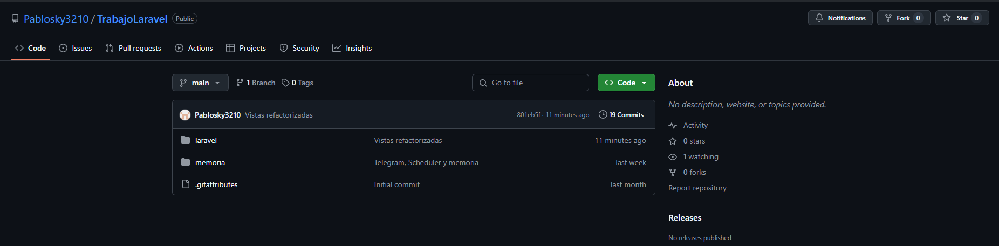 Pablosky3210 / TrabajoLaravel Public
Notifications Fork 0 Star 0
Code Issues Pull requests Actions Projects Security Insights
main 1 Branch 0 Tags Go to file Code
Pablosky3210 Vistas refactorizadas 801eb5f · 11 minutes ago 19 Commits
laravel Vistas refactorizadas 11 minutes ago
memoria Telegram, Scheduler y memoria last week
.gitattributes Initial commit last month
About
No description, website, or topics provided.
Activity
0 stars
1 watching
0 forks
Report repository
Releases
No releases published